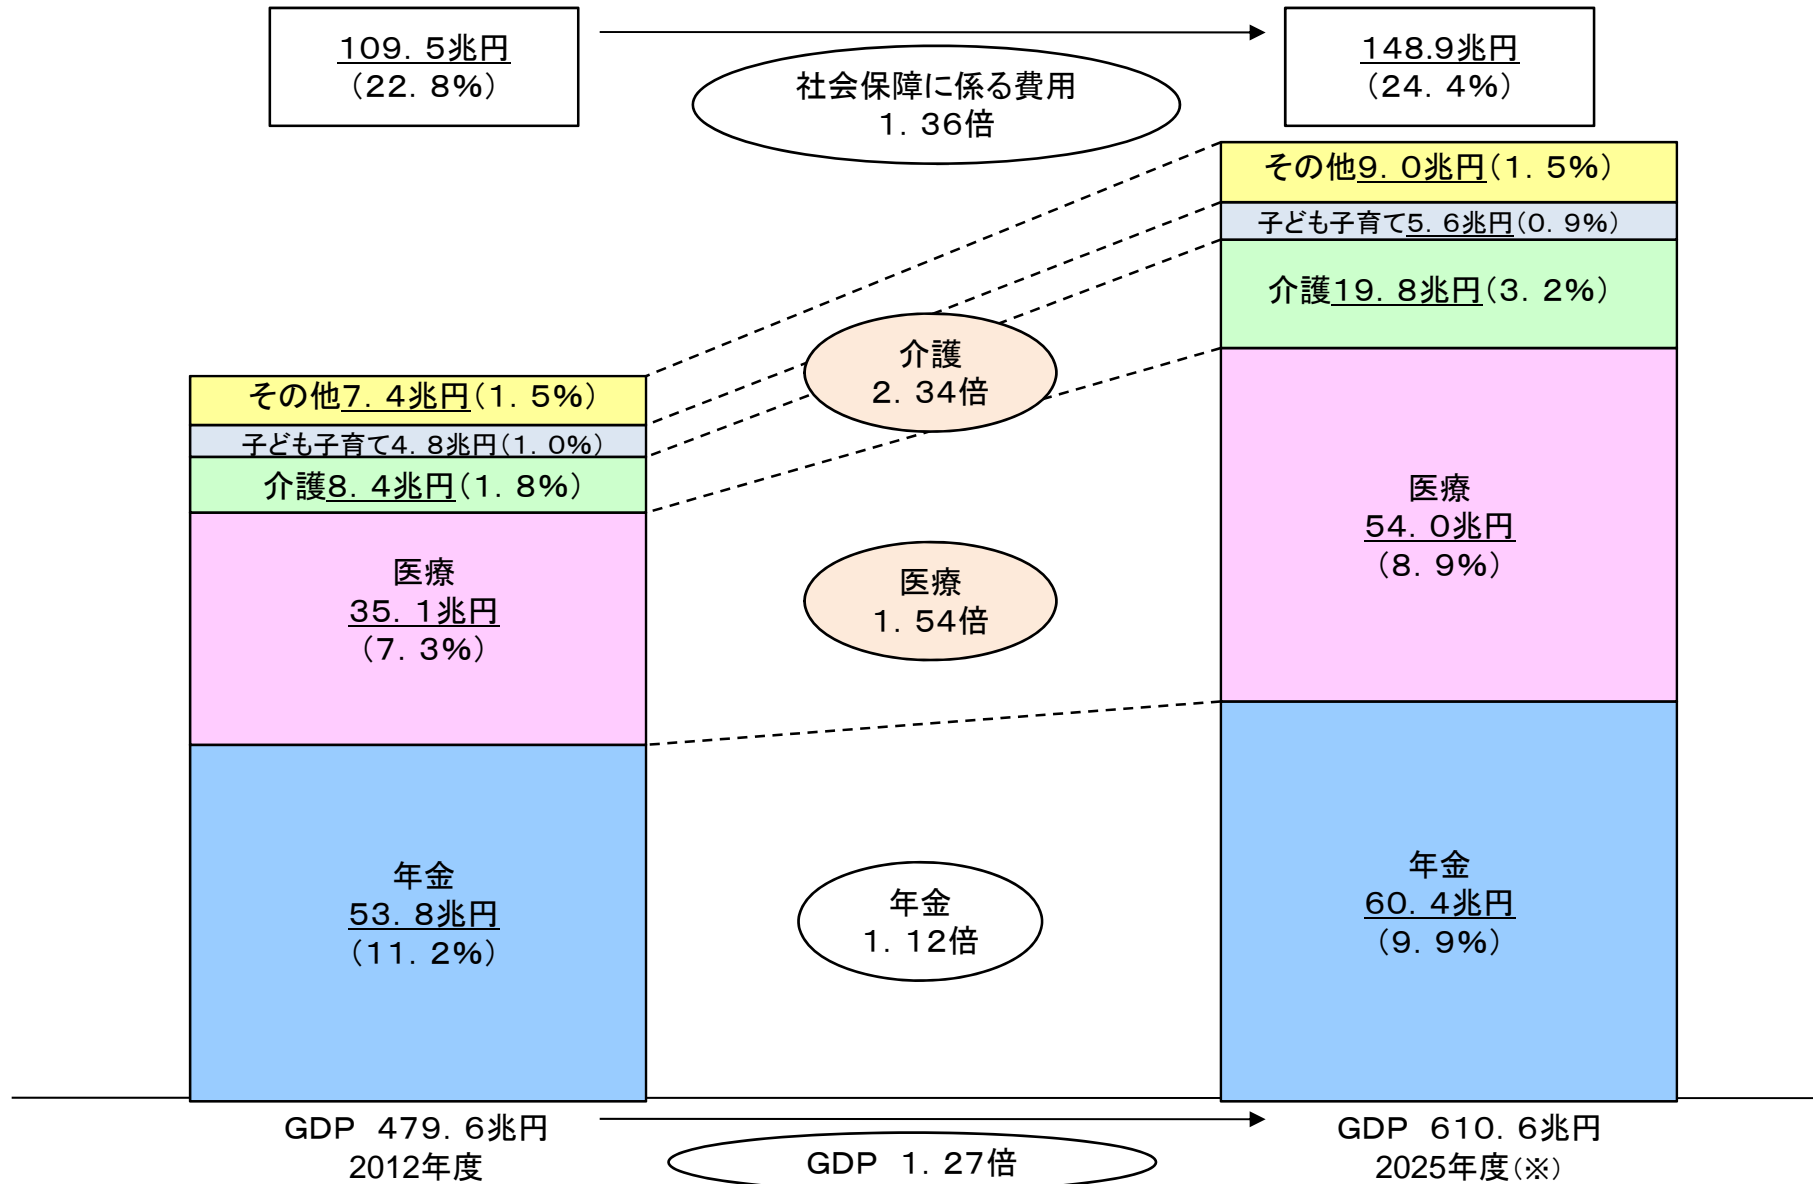 109．5兆円
（22．8％）
社会保障に係る費用
1．36倍
148.9兆円
（24．4％）
その他9．0兆円（1．5％）
子ども子育て5．6兆円（0．9％）
介護19．8兆円（3．2％）
医療
54．0兆円
（8．9％）
年金
60．4兆円
（9．9％）
その他7．4兆円（1．5％）
子ども子育て4．8兆円（1．0％）
介護8．4兆円（1．8％）
医療
35．1兆円
（7．3％）
年金
53．8兆円
（11．2％）
介護
2．34倍
医療
1．54倍
年金
1．12倍
GDP　479．6兆円
2012年度
GDP　1．27倍
GDP　610．6兆円
2025年度（※）